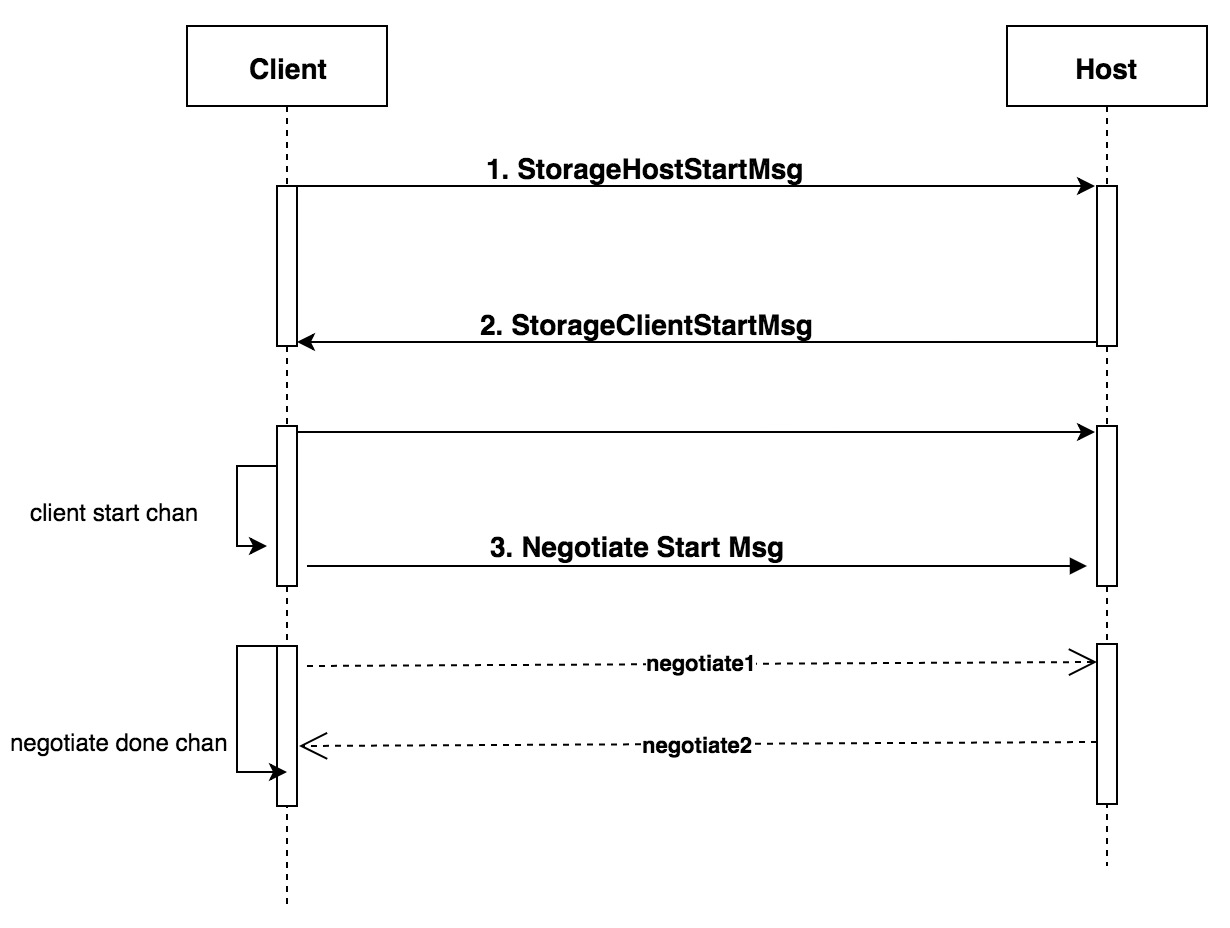 Client
Host
1. StorageHostStartMsg
2. StorageClientStartMsg
client start chan
3. Negotiate Start Msg
negotiate1
negotiate done chan
negotiate2